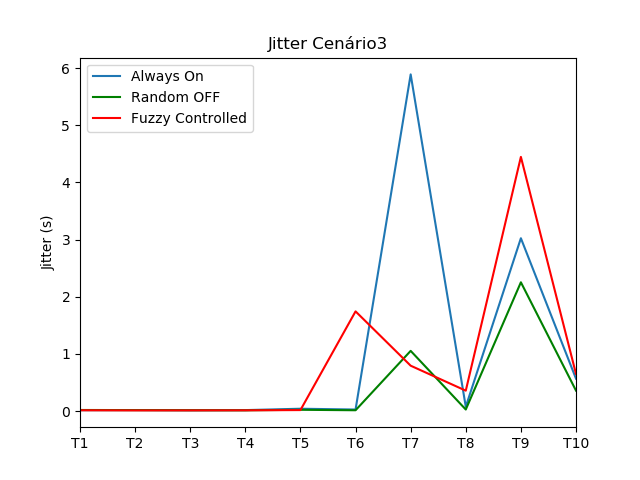 Jitter Cenário3
Always On
Random OFF
Fuzzy Controlled
Jitter (s)
6
5
4
3
2
1
0
T1 T2 T3 T4 T5 T6 T7 T8 T9 T10